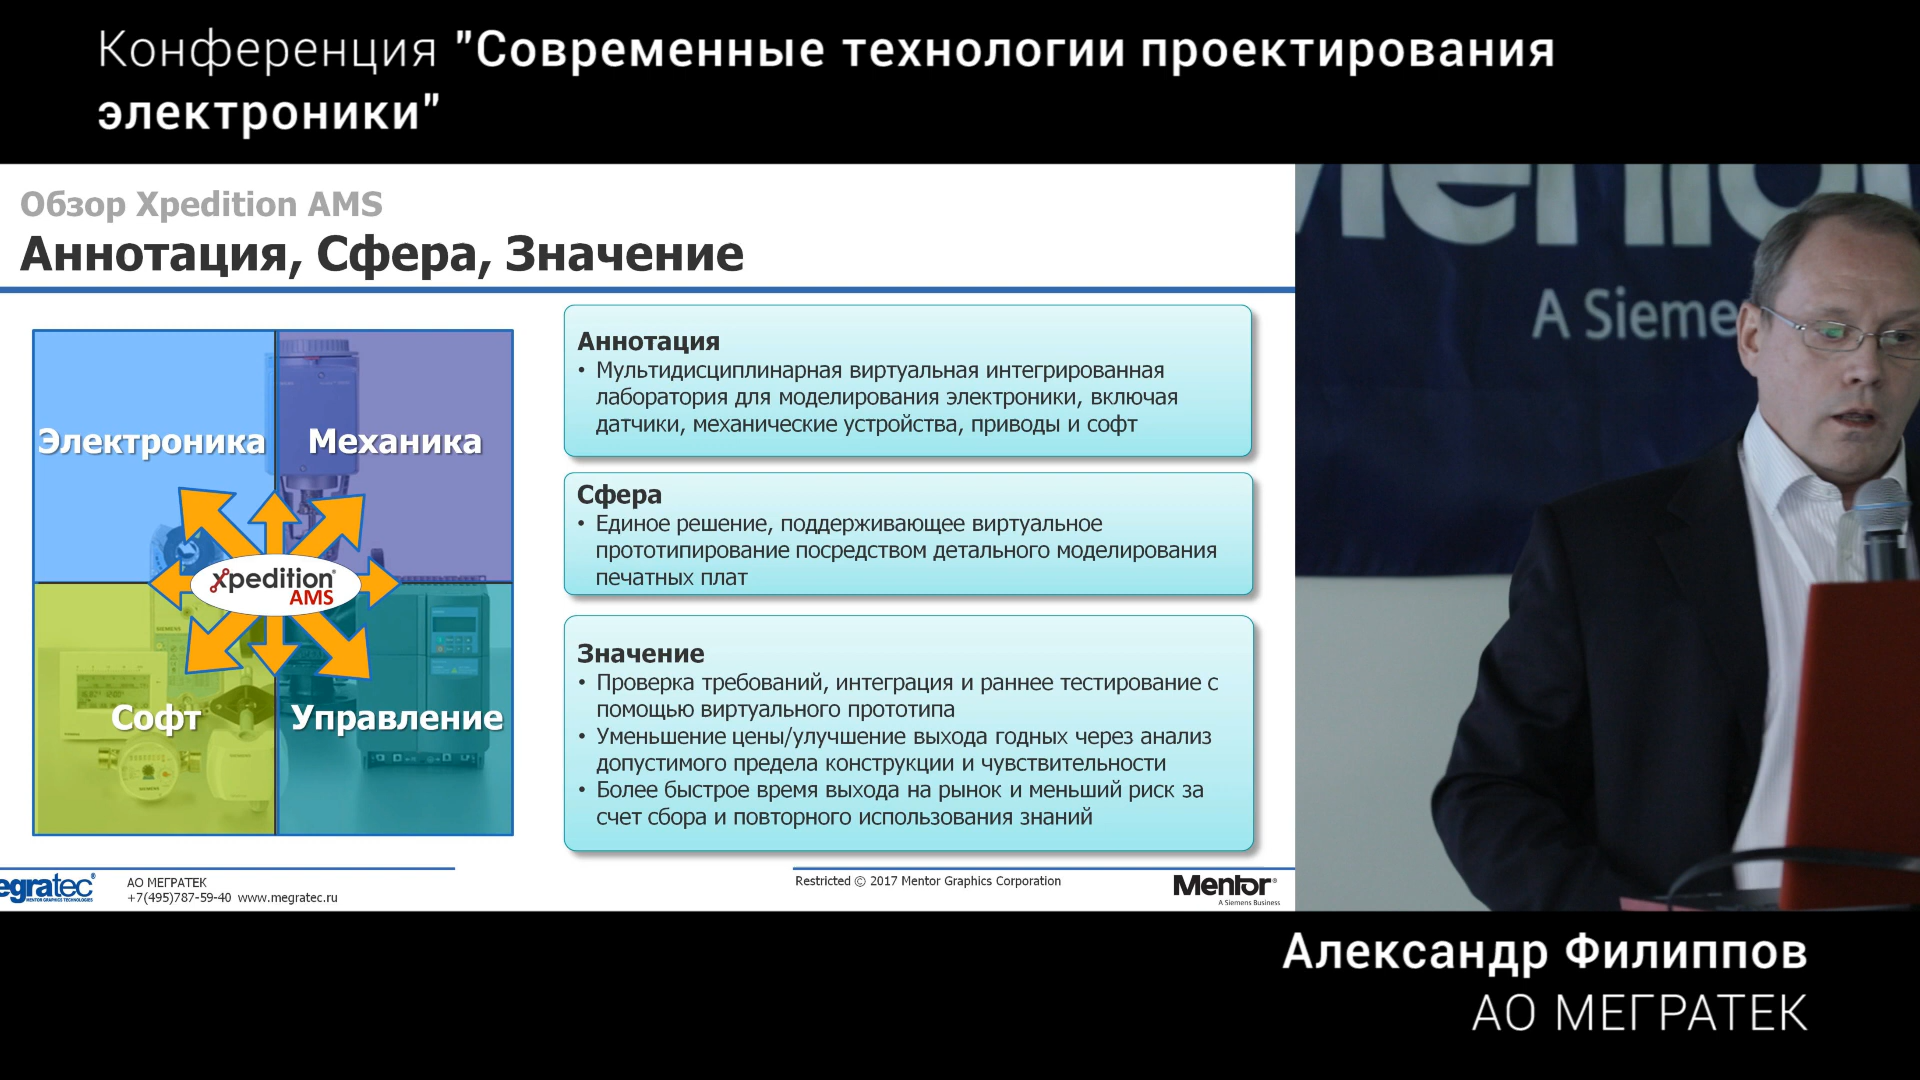 Конференция "Современные технологии проектирования
электроники"
Обзор Xpedition AMS
Аннотация, Сфера, Значение
Электроника
Механика
Xpedition
AMS
Софт
Управление
Аннотация
• Мультидисциплинарная виртуальная интегрированная
лаборатория для моделирования электроники, включая
датчики, механические устройства, приводы и софт
Сфера
• Единое решение, поддерживающее виртуальное
прототипирование посредством детального моделирования
печатных плат
Значение
• Проверка требований, интеграция и раннее тестирование с
помощью виртуального прототипа
• Уменьшение цены/улучшение выхода годных через анализ
допустимого предела конструкции и чувствительности
• Более быстрое время выхода на рынок и меньший риск за
счет сбора и повторного использования знаний
egratec®
MENTOR GRAPHICS TECHNOLOGIES
АО МЕГРАТЕК
+7(495)787-59-40 www.megratec.ru
Restricted © 2017 Mentor Graphics Corporation
Mentor®
A Siemens Business
A Sieme
Александр Филиппов
АО МЕГРАТЕК